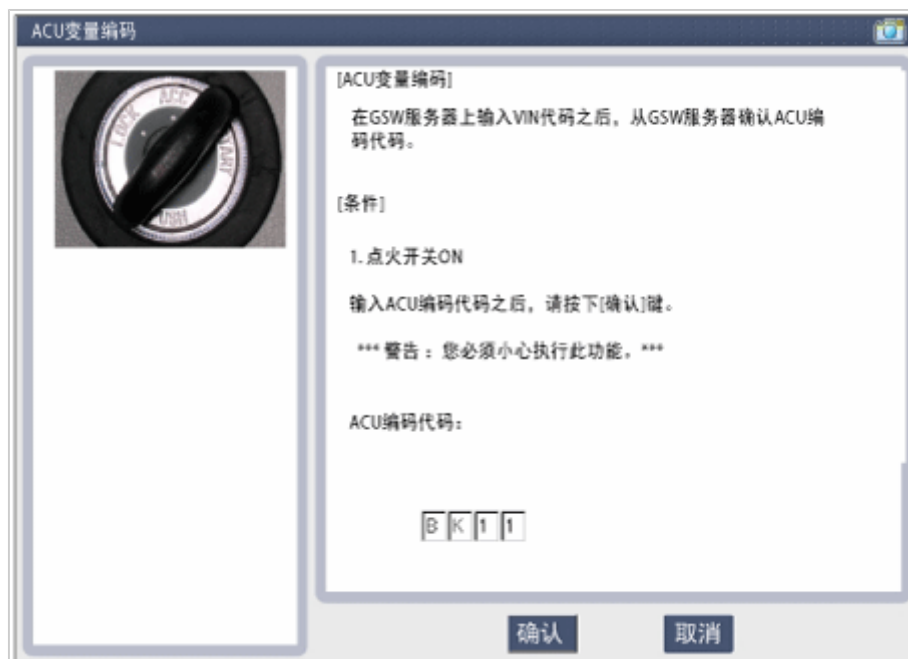 ACU变量编码
ACC
LOCK
[ACU变量编码]
在GSW服务器上输入VIN代码之后，从GSW服务器确认ACU编
码代码。
[条件]
1. 点火开关ON
输入ACU编码代码之后，请按下[确认]键。
*** 警告 ：您必须小心执行此功能，***
ACU编码代码：
B K 1 1
确认 取消